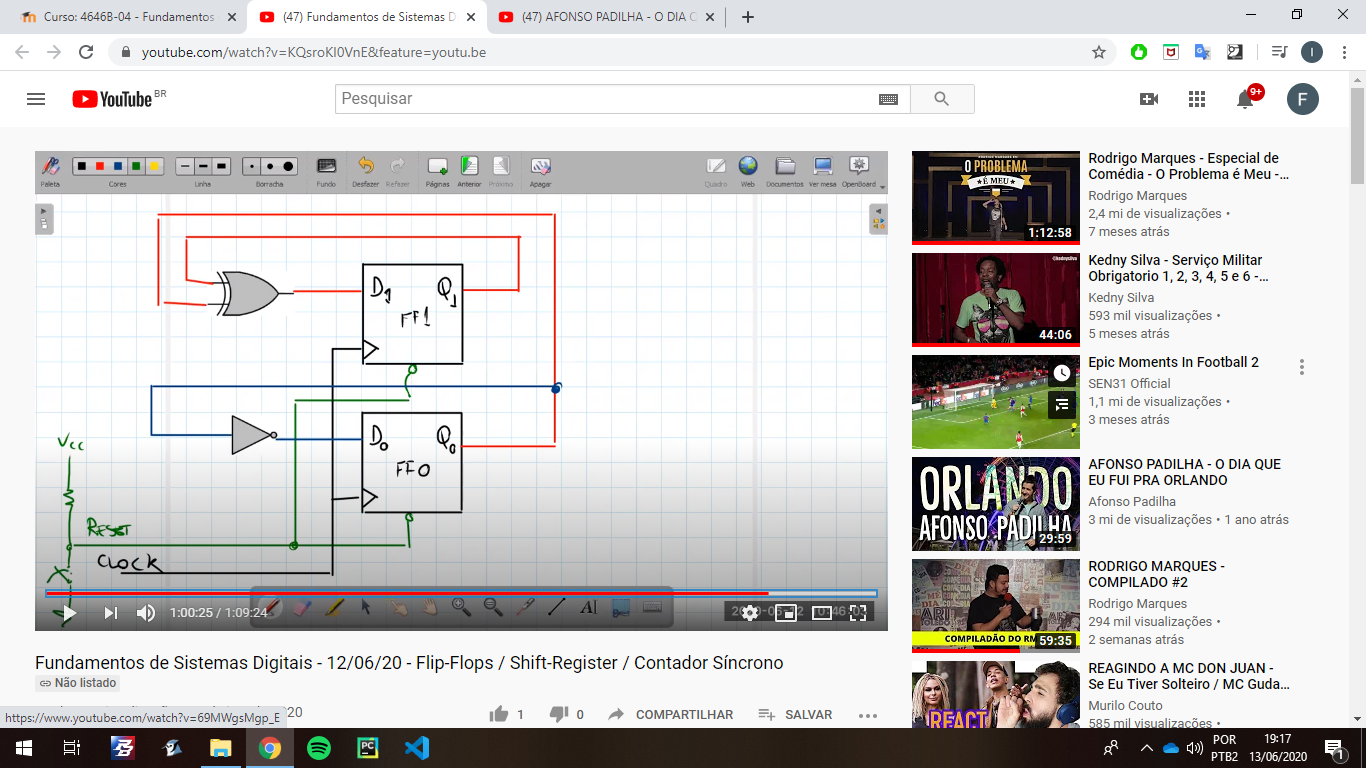 Curso: 4646B-04 - Fundamentos
(47) Fundamentos de Sistemas D
(47) AFONSO PADILHA - O DIA Q
youtube.com/watch?v=KQsroKI0VnE&feature=youtu.be
I
YouTube BR
Pesquisar
9+
F
Paleta
Cores
Linha
Borracha
Fundo
Desfazer
Refazer
Páginas
Anterior
Próximo
Apagar
Quadro
Web
Documentos
Ver mesa
OpenBoard
D1
Q1
FF1
D0
Q0
FF0
Vcc
RESET
CLOCK
1:00:25 / 1:09:24
Fundamentos de Sistemas Digitais - 12/06/20 - Flip-Flops / Shift-Register / Contador Síncrono
Não listado
20
1
0
COMPARTILHAR
SALVAR
https://www.youtube.com/watch?v=69MWgsMgp_E
O PROBLEMA
É MEU
1:12:58
Rodrigo Marques - Especial de
Comédia - O Problema é Meu -...
Rodrigo Marques
2,4 mi de visualizações •
7 meses atrás
44:06
Kedny Silva - Serviço Militar
Obrigatorio 1, 2, 3, 4, 5 e 6 -...
Kedny Silva
593 mil visualizações •
5 meses atrás
Epic Moments In Football 2
SEN31 Official
1,1 mi de visualizações •
3 meses atrás
ORLANDO
AFONSO PADILHA
29:59
AFONSO PADILHA - O DIA QUE
EU FUI PRA ORLANDO
Afonso Padilha
3 mi de visualizações • 1 ano atrás
COMPILADÃO DO RM
59:35
RODRIGO MARQUES -
COMPILADO #2
Rodrigo Marques
294 mil visualizações •
2 semanas atrás
REACT
REAGINDO A MC DON JUAN -
Se Eu Tiver Solteiro / MC Guda...
Murilo Couto
585 mil visualizações •
POR
PTB2
19:17
13/06/2020
1